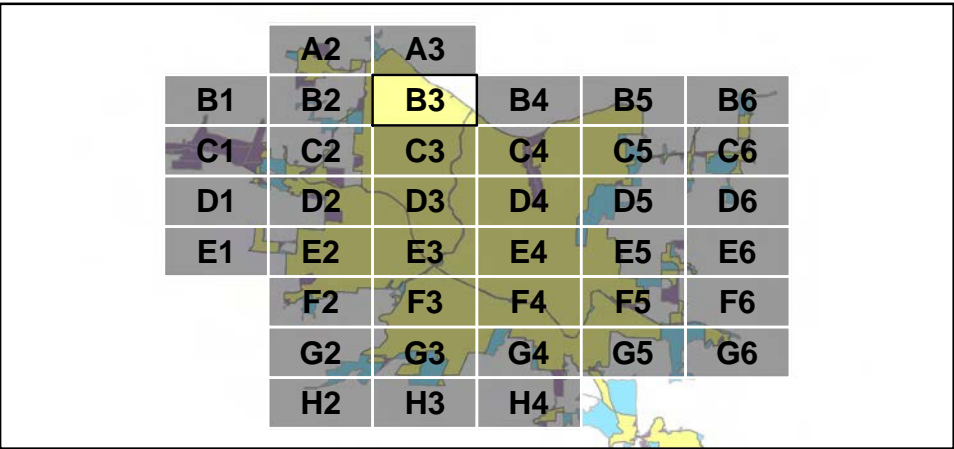 A2 A3
B1 B2 B3 B4 B5 B6
C1 C2 C3 C4 C5 C6
D1 D2 D3 D4 D5 D6
E1 E2 E3 E4 E5 E6
F2 F3 F4 F5 F6
G2 G3 G4 G5 G6
H2 H3 H4